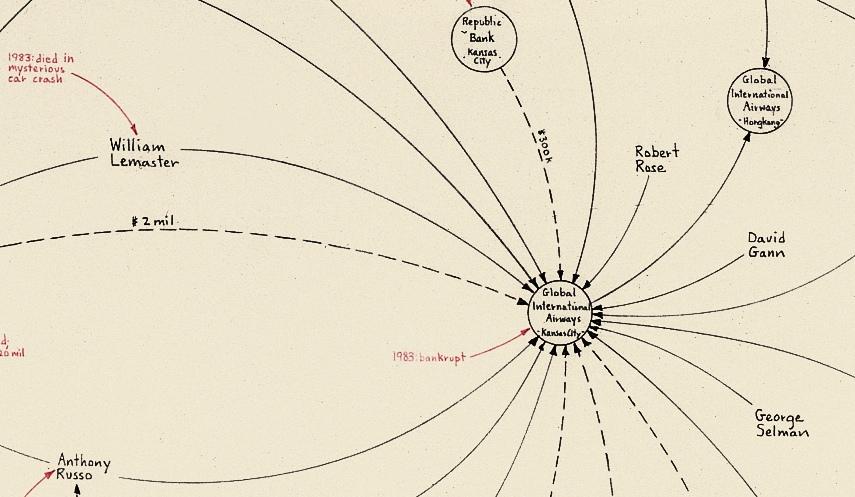 Republic
Bank
Kansas
City
1983: died in
mysterious
car crash
Global
International
Airways
-Hongkong-
$300K
William
Lemaster
Robert
Rose
$2 mil.
David
Gann
Global
International
Airways
-Kansas City-
d:
20 mil
1983: bankrupt
George
Selman
Anthony
Russo